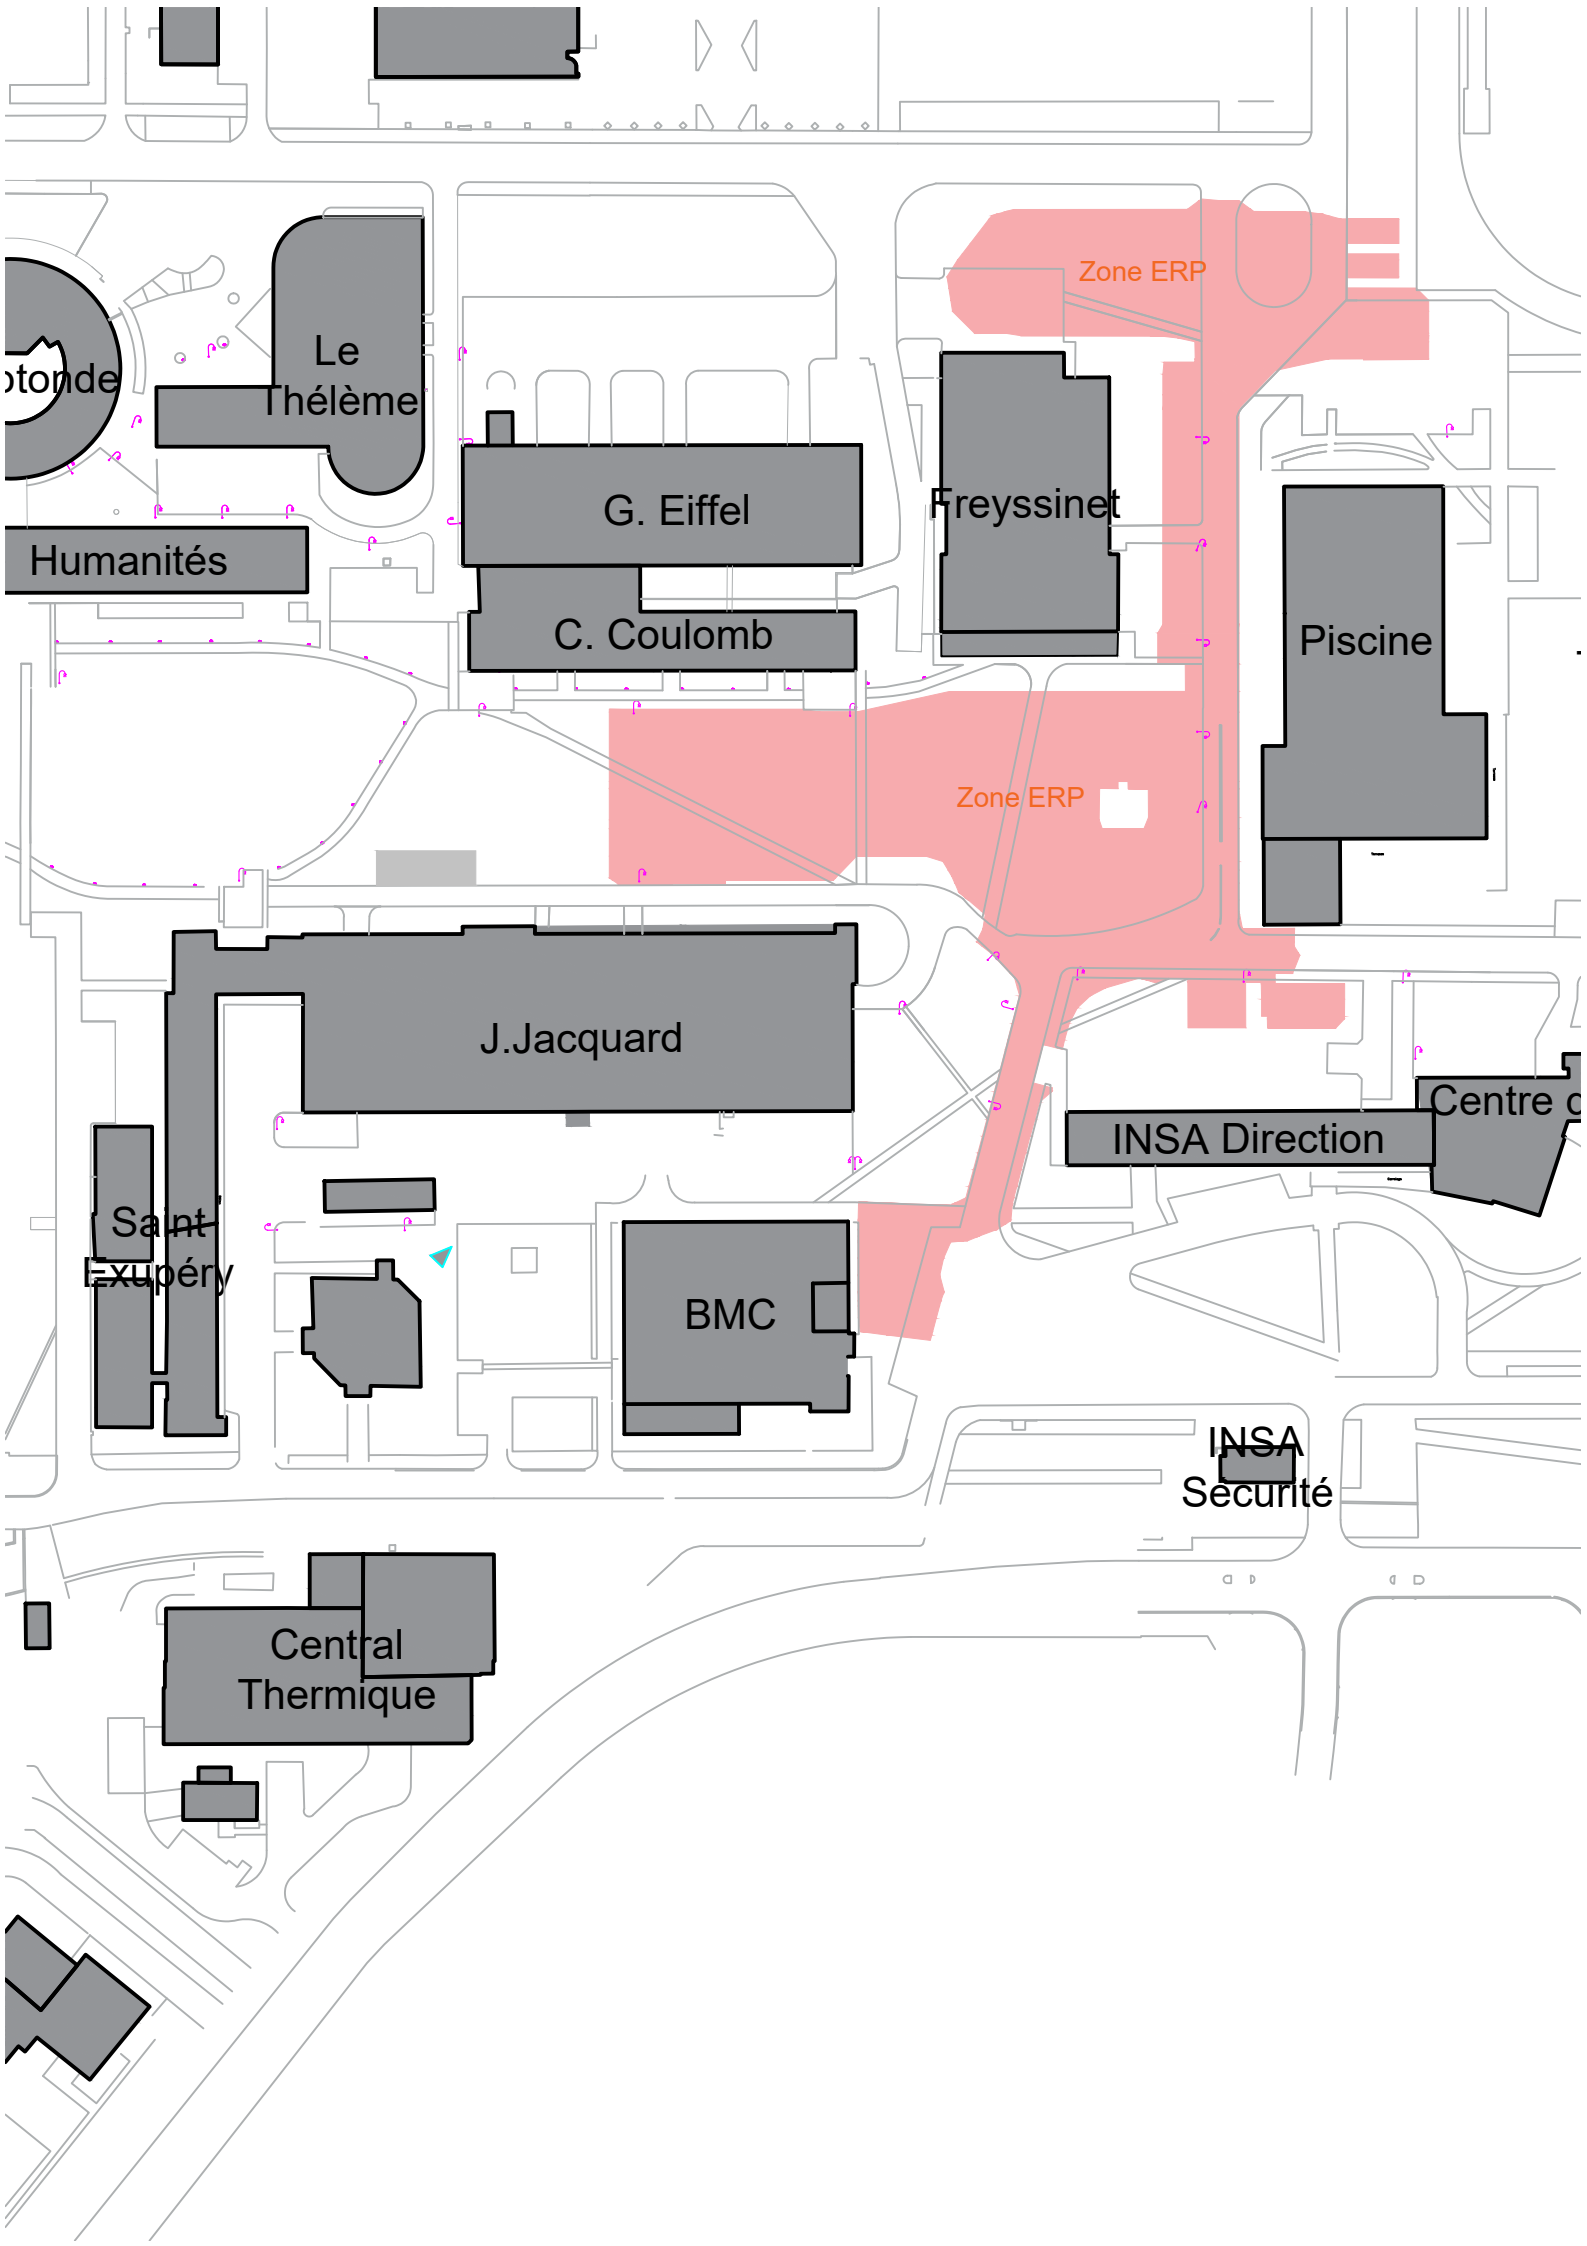 Zone ERP
Le
Thélème
otonde
G. Eiffel
Freyssinet
Humanités
C. Coulomb
Piscine
Zone ERP
J.Jacquard
Centre d
INSA Direction
Saint
Exupéry
BMC
INSA
Sécurité
Central
Thermique